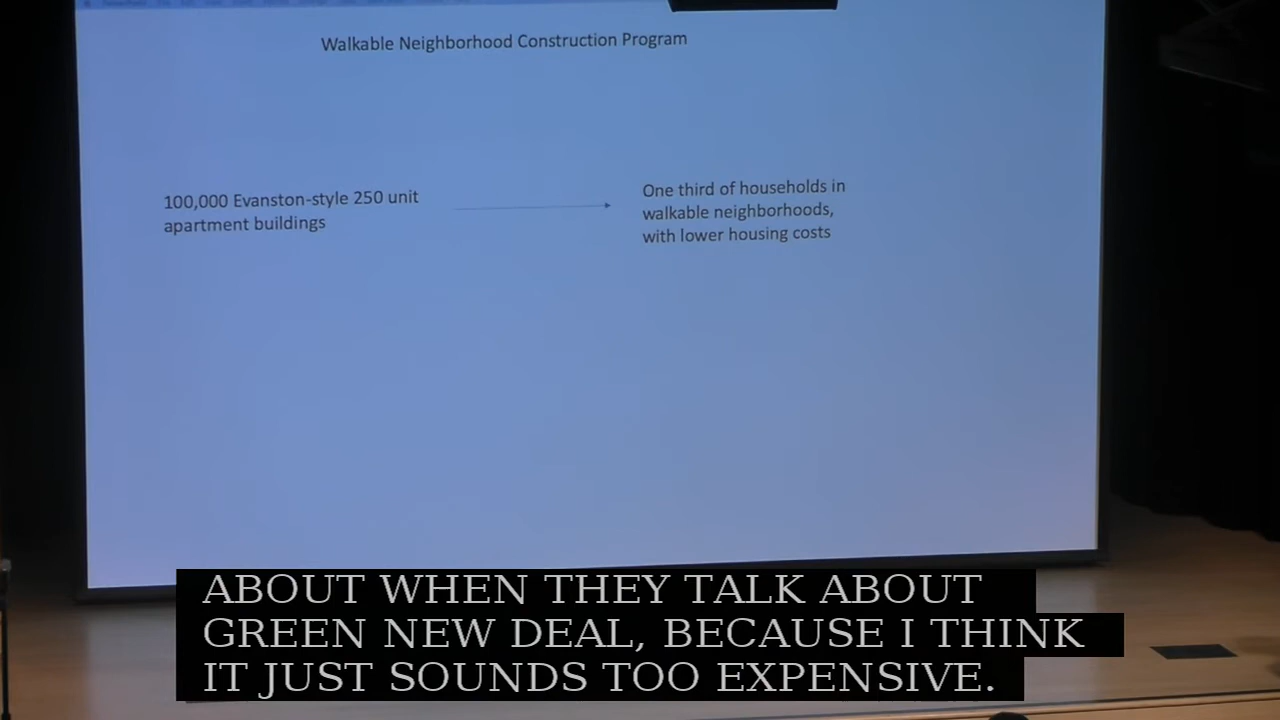 Walkable Neighborhood Construction Program
100,000 Evanston-style 250 unit
apartment buildings
One third of households in
walkable neighborhoods,
with lower housing costs
ABOUT WHEN THEY TALK ABOUT
GREEN NEW DEAL, BECAUSE I THINK
IT JUST SOUNDS TOO EXPENSIVE.